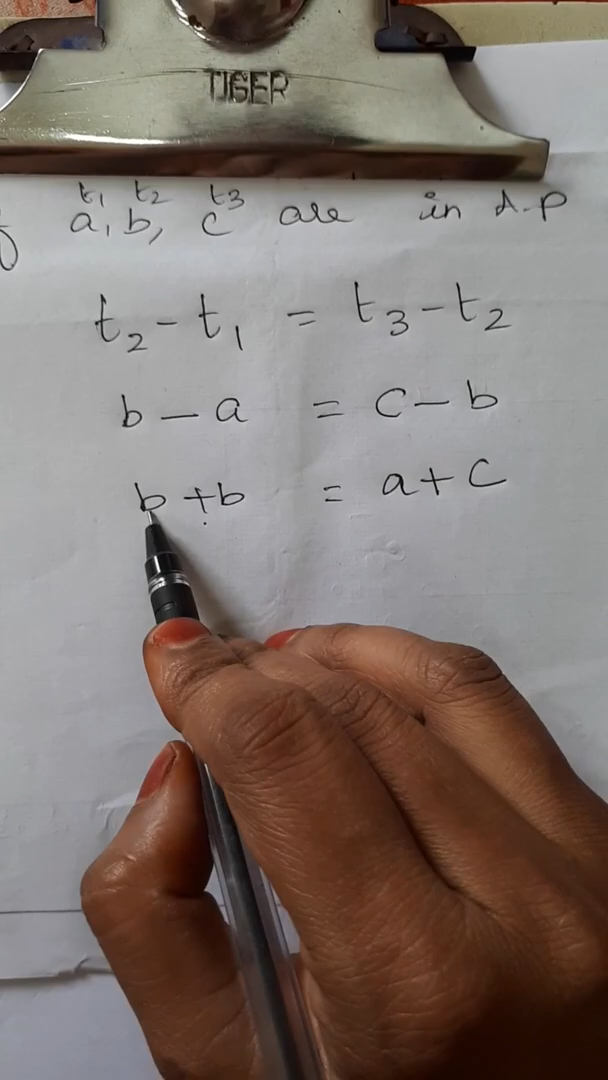 TIGER
t₁ t₂ t3
a, b, c are in A.P
t₂ - t₁ = t₃ - t₂
b - a = c - b
b + b = a + c